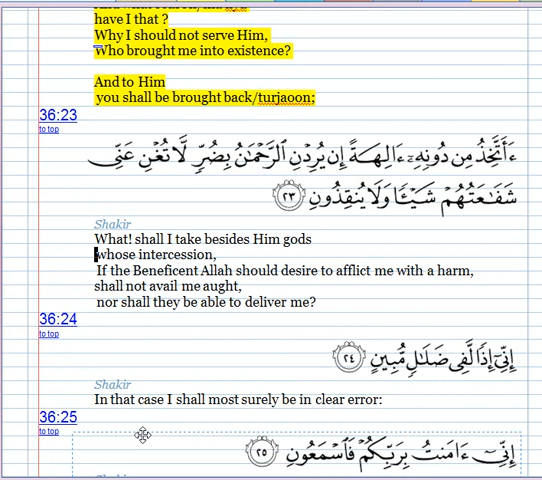 have I that ?
Why I should not serve Him,
Who brought me into existence?
And to Him
you shall be brought back/turjaoon;
36:23
to top
ءَأَتَّخِذُ مِن دُونِهِۦٓ ءَالِهَةً إِن يُرِدْنِ ٱلرَّحْمَٰنُ بِضُرٍّ لَّا تُغْنِ عَنِّى
شَفَٰعَتُهُمْ شَيْـًٔا وَلَا يُنقِذُونِ ٢٣
Shakir
What! shall I take besides Him gods
whose intercession,
If the Beneficent Allah should desire to afflict me with a harm,
shall not avail me aught,
nor shall they be able to deliver me?
36:24
to top
إِنِّىٓ إِذًا لَّفِى ضَلَٰلٍ مُّبِينٍ ٢٤
Shakir
In that case I shall most surely be in clear error:
36:25
to top
إِنِّىٓ ءَامَنتُ بِرَبِّكُمْ فَٱسْمَعُونِ ٢٥